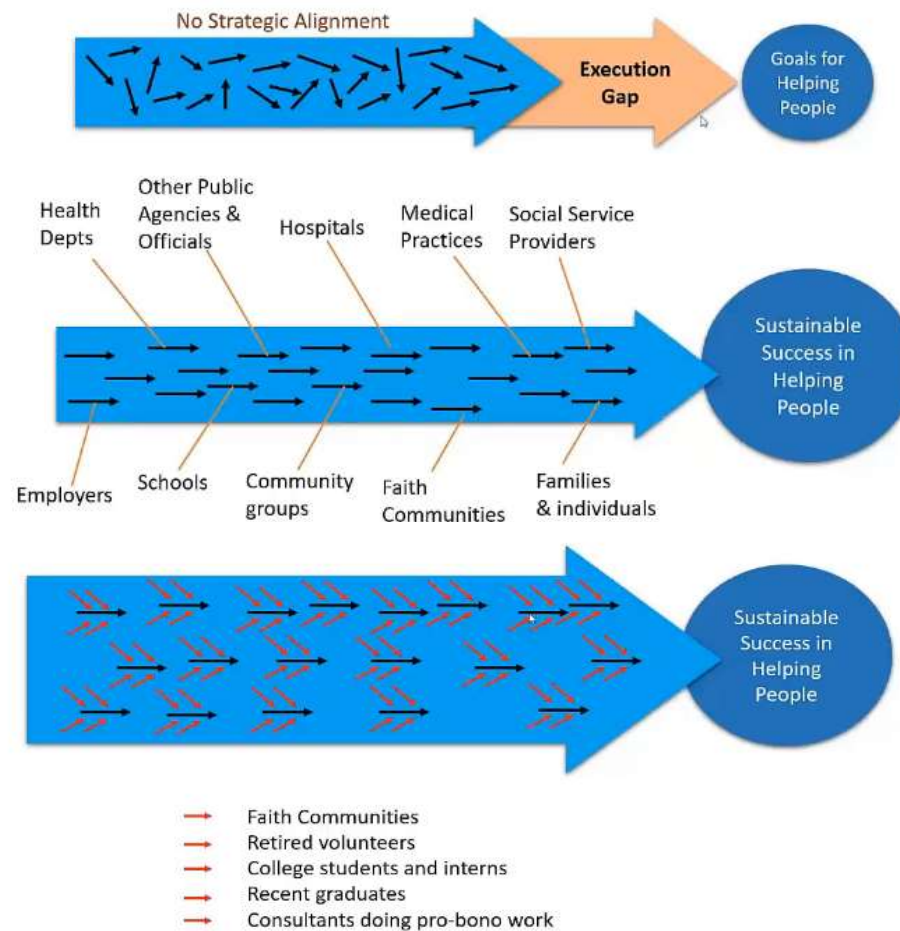 No Strategic Alignment
Execution
Gap
Goals for
Helping
People
Health
Depts
Other Public
Agencies &
Officials
Hospitals
Medical
Practices
Social Service
Providers
Sustainable
Success in
Helping
People
Employers
Schools
Community
groups
Faith
Communities
Families
& individuals
Sustainable
Success in
Helping
People
Faith Communities
Retired volunteers
College students and interns
Recent graduates
Consultants doing pro-bono work